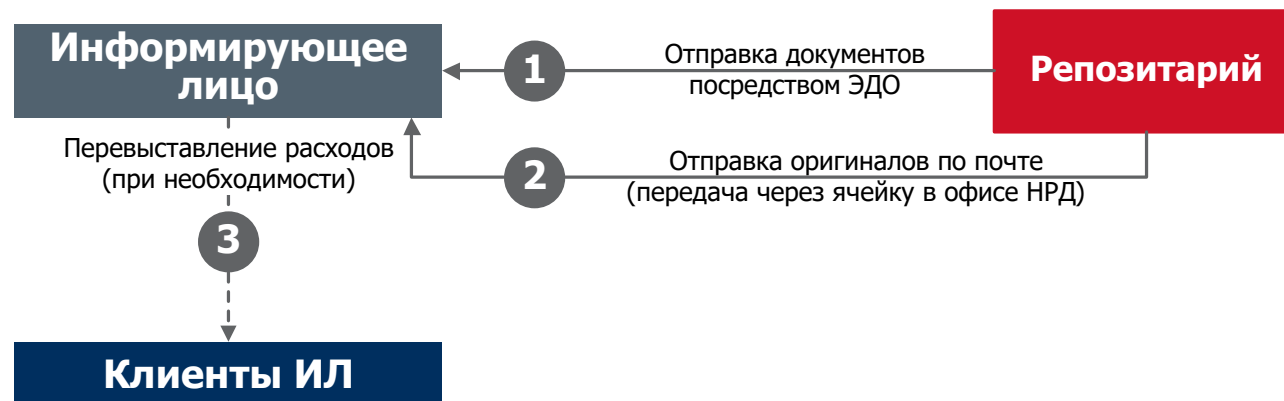 Информирующее
лицо
1
Отправка документов
посредством ЭДО
Репозитарий
Перевыставление расходов
(при необходимости)
2
Отправка оригиналов по почте
(передача через ячейку в офисе НРД)
3
Клиенты ИЛ